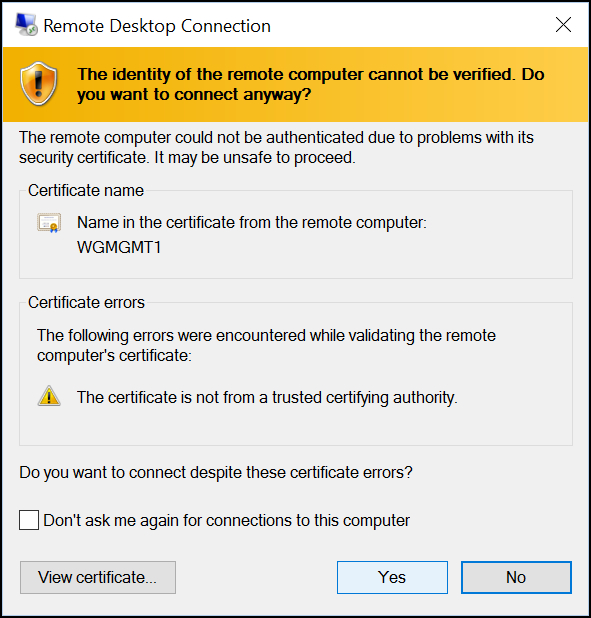 Remote Desktop Connection
The identity of the remote computer cannot be verified. Do
you want to connect anyway?
The remote computer could not be authenticated due to problems with its
security certificate. It may be unsafe to proceed.
Certificate name
Name in the certificate from the remote computer:
WGMGMT1
Certificate errors
The following errors were encountered while validating the remote
computer's certificate:
The certificate is not from a trusted certifying authority.
Do you want to connect despite these certificate errors?
Don't ask me again for connections to this computer
View certificate...
Yes
No